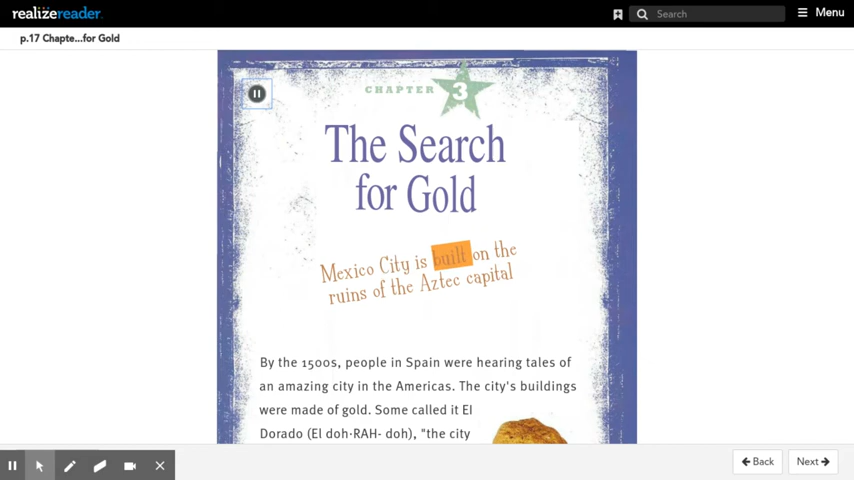 realizereader.
Search
Menu
p.17 Chapte...for Gold
CHAPTER 3
The Search
for Gold
Mexico City is built on the
ruins of the Aztec capital
By the 1500s, people in Spain were hearing tales of
an amazing city in the Americas. The city's buildings
were made of gold. Some called it El
Dorado (El doh·RAH- doh), "the city
Back
Next